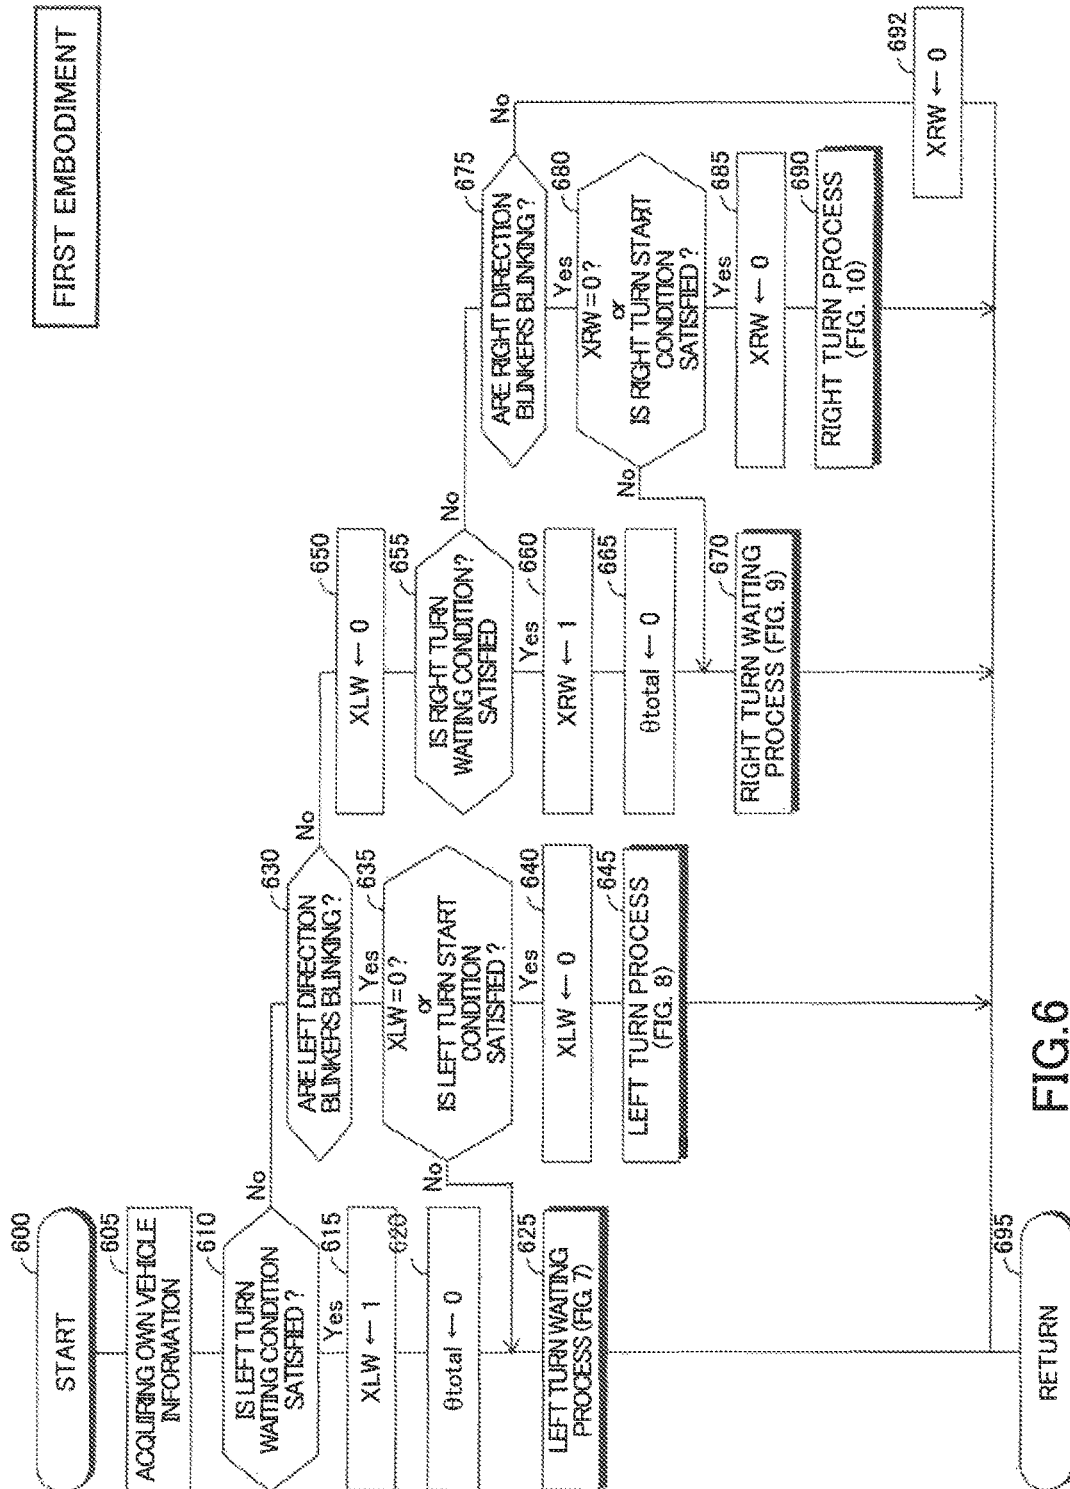 FIRST EMBODIMENT
600
START
605
ACQUIRING OWN VEHICLE
INFORMATION
610
IS LEFT TURN
WAITING CONDITION
SATISFIED ?
No
Yes
615
XLW ← 1
620
θtotal ← 0
625
LEFT TURN WAITING
PROCESS (FIG. 7)
630
ARE LEFT DIRECTION
BLINKERS BLINKING ?
No
Yes
635
XLW = 0 ?
or
IS LEFT TURN START
CONDITION
SATISFIED ?
No
Yes
640
XLW ← 0
645
LEFT TURN PROCESS
(FIG. 8)
650
XLW ← 0
655
IS RIGHT TURN
WAITING CONDITION?
SATISFIED
No
Yes
660
XRW ← 1
665
θtotal ← 0
670
RIGHT TURN WAITING
PROCESS (FIG. 9)
675
ARE RIGHT DIRECTION
BLINKERS BLINKING ?
No
Yes
680
XRW = 0 ?
or
IS RIGHT TURN START
CONDITION
SATISFIED ?
No
Yes
685
XRW ← 0
690
RIGHT TURN PROCESS
(FIG. 10)
692
XRW ← 0
695
RETURN
FIG.6